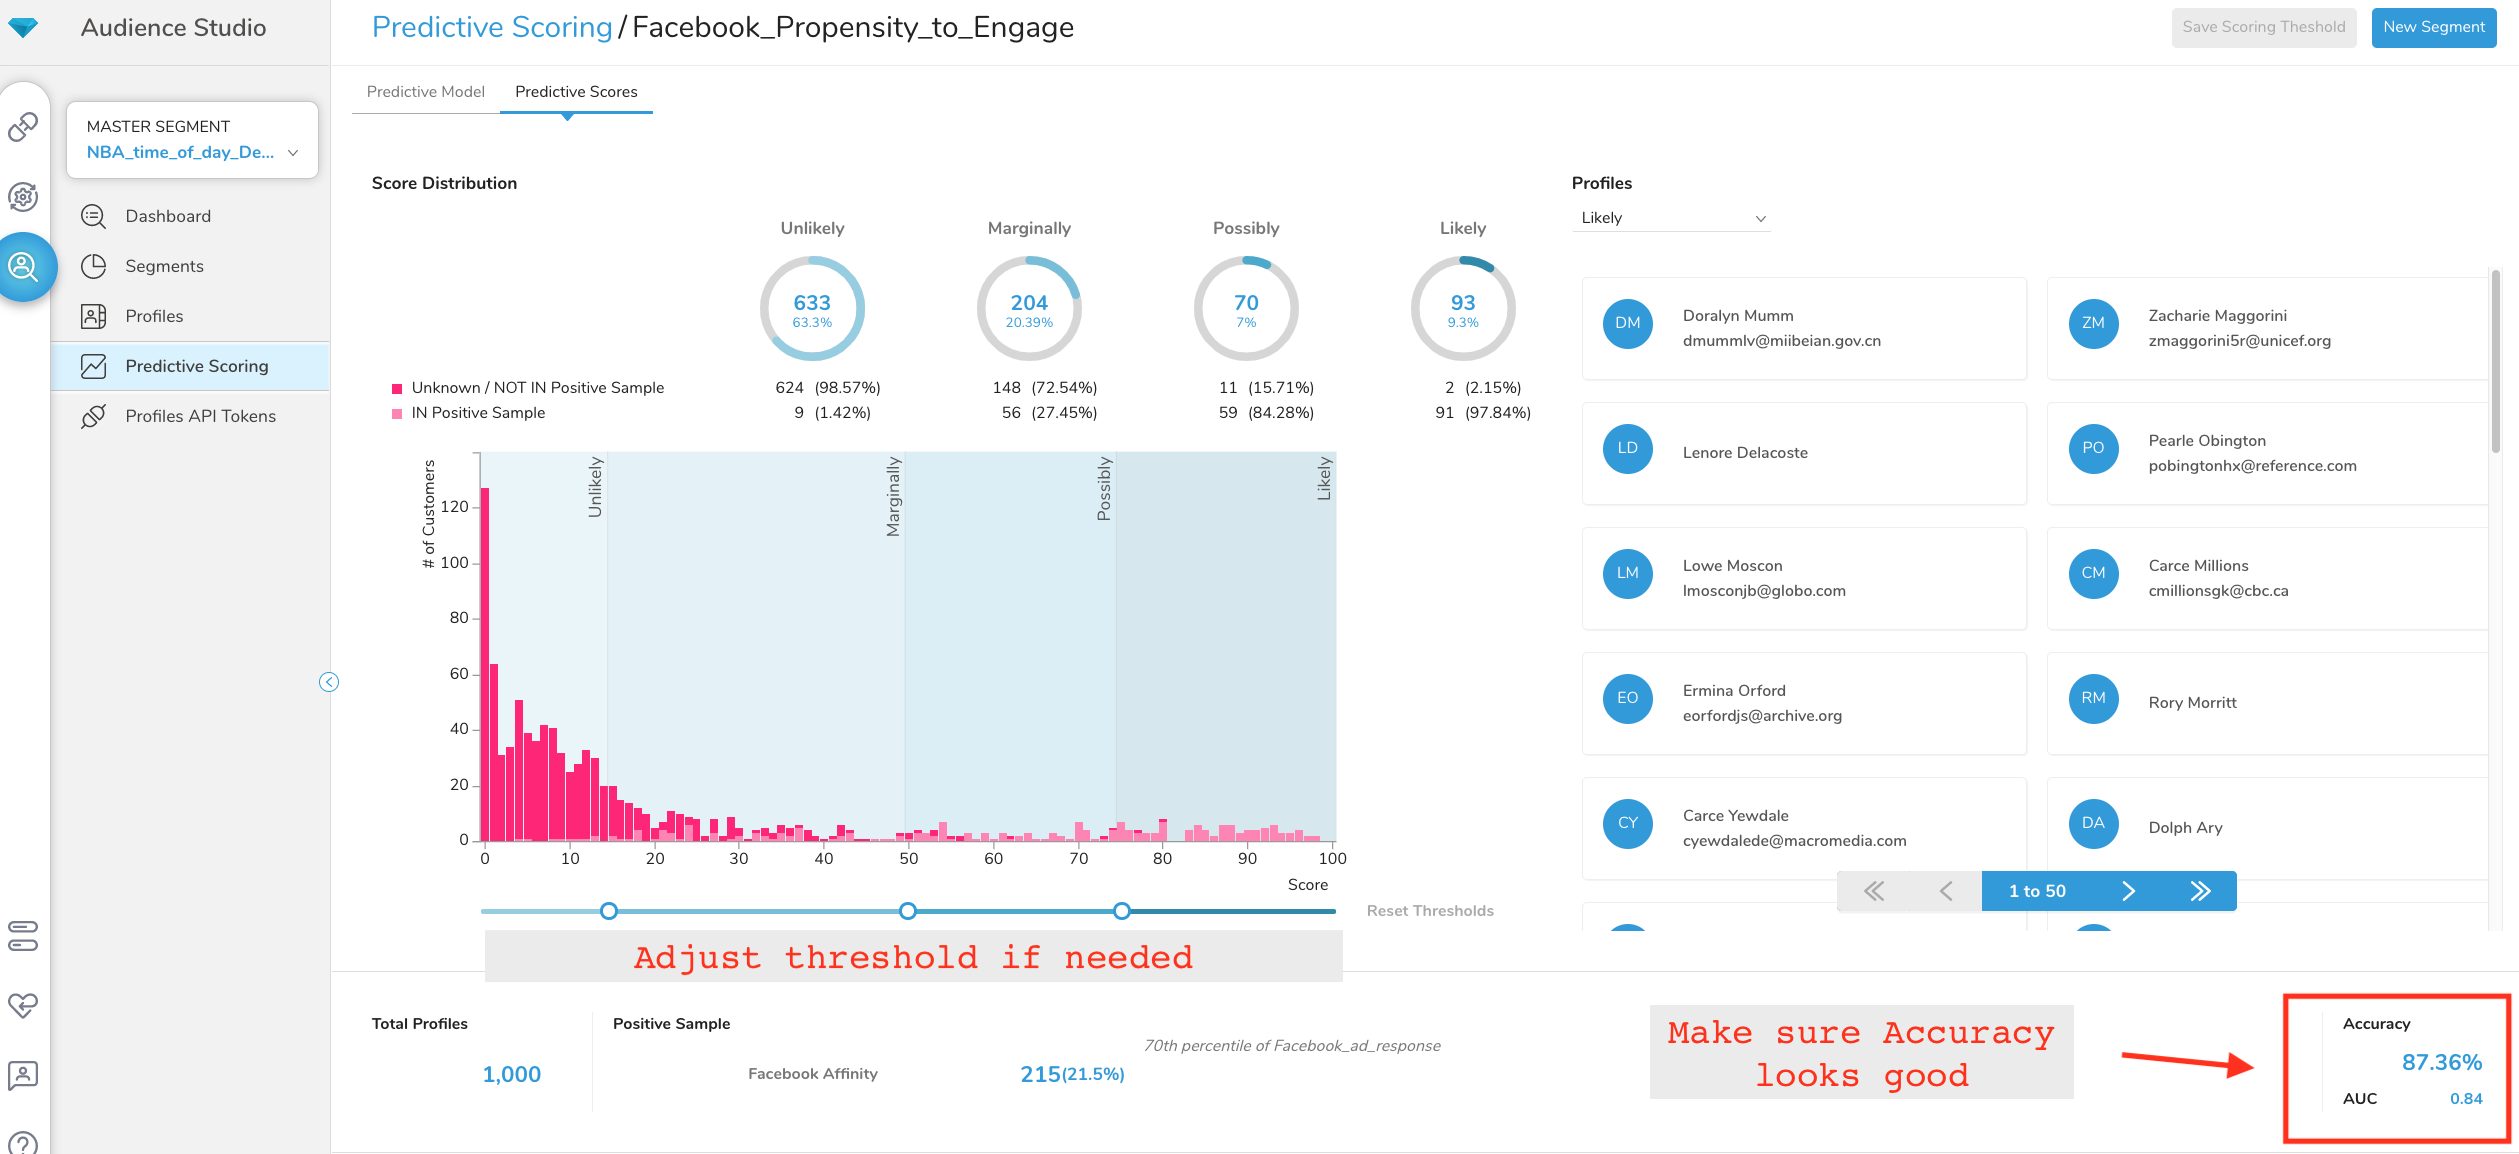 Audience Studio
Predictive Scoring / Facebook_Propensity_to_Engage
Save Scoring Theshold
New Segment
MASTER SEGMENT
NBA_time_of_day_De...
Dashboard
Segments
Profiles
Predictive Scoring
Profiles API Tokens
Predictive Model
Predictive Scores
Score Distribution
Unlikely Marginally Possibly Likely
633 204 70 93
63.3% 20.39% 7% 9.3%
Unknown / NOT IN Positive Sample 624 (98.57%) 148 (72.54%) 11 (15.71%) 2 (2.15%)
IN Positive Sample 9 (1.42%) 56 (27.45%) 59 (84.28%) 91 (97.84%)
# of Customers
Unlikely
Marginally
Possibly
Likely
120
100
80
60
40
20
0
0 10 20 30 40 50 60 70 80 90 100
Score
Reset Thresholds
Adjust threshold if needed
Profiles
Likely
DM
Doralyn Mumm
dmummlv@miibeian.gov.cn
ZM
Zacharie Maggorini
zmaggorini5r@unicef.org
LD
Lenore Delacoste
PO
Pearle Obington
pobingtonhx@reference.com
LM
Lowe Moscon
lmosconjb@globo.com
CM
Carce Millions
cmillionsgk@cbc.ca
EO
Ermina Orford
eorfordjs@archive.org
RM
Rory Morritt
CY
Carce Yewdale
cyewdalede@macromedia.com
DA
Dolph Ary
1 to 50
Total Profiles
1,000
Positive Sample
Facebook Affinity
215(21.5%)
70th percentile of Facebook_ad_response
Make sure Accuracy
looks good
Accuracy
87.36%
AUC 0.84